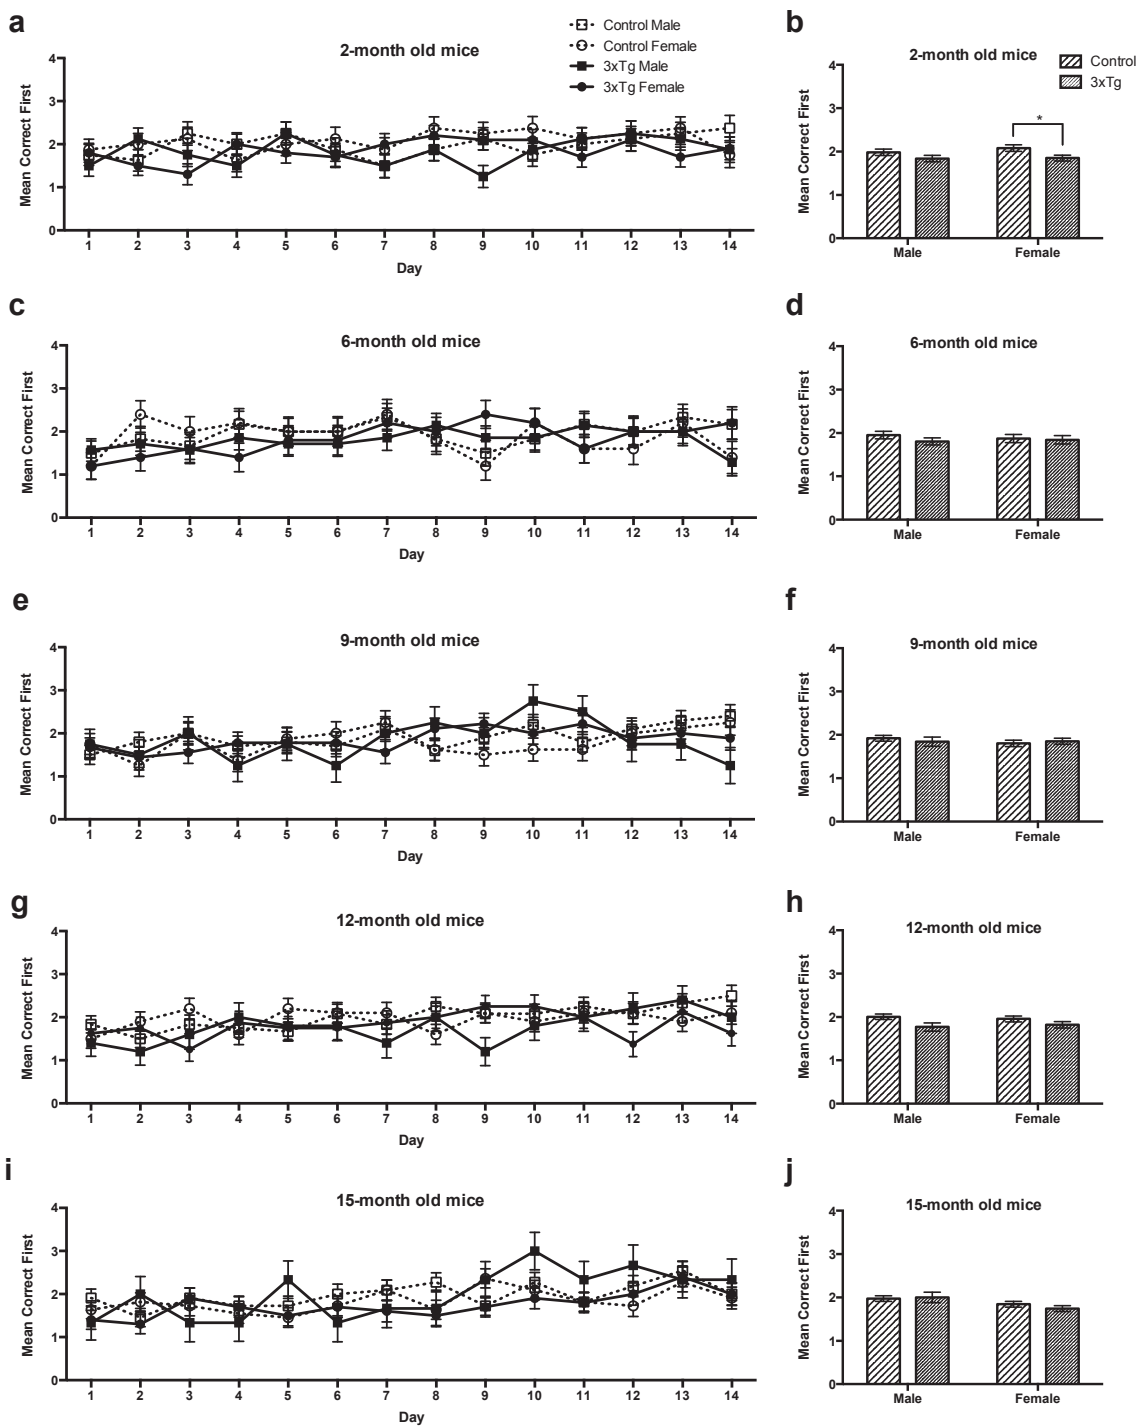 a
2-month old mice
Control Male
Control Female
3xTg Male
3xTg Female
Mean Correct First
4
3
2
1
0
1 2 3 4 5 6 7 8 9 10 11 12 13 14
Day
b
2-month old mice
Control
3xTg
*
Mean Correct First
4
3
2
1
0
Male Female
c
6-month old mice
Mean Correct First
4
3
2
1
0
1 2 3 4 5 6 7 8 9 10 11 12 13 14
Day
d
6-month old mice
Mean Correct First
4
3
2
1
0
Male Female
e
9-month old mice
Mean Correct First
4
3
2
1
0
1 2 3 4 5 6 7 8 9 10 11 12 13 14
Day
f
9-month old mice
Mean Correct First
4
3
2
1
0
Male Female
g
12-month old mice
Mean Correct First
4
3
2
1
0
1 2 3 4 5 6 7 8 9 10 11 12 13 14
Day
h
12-month old mice
Mean Correct First
4
3
2
1
0
Male Female
i
15-month old mice
Mean Correct First
4
3
2
1
0
1 2 3 4 5 6 7 8 9 10 11 12 13 14
Day
j
15-month old mice
Mean Correct First
4
3
2
1
0
Male Female